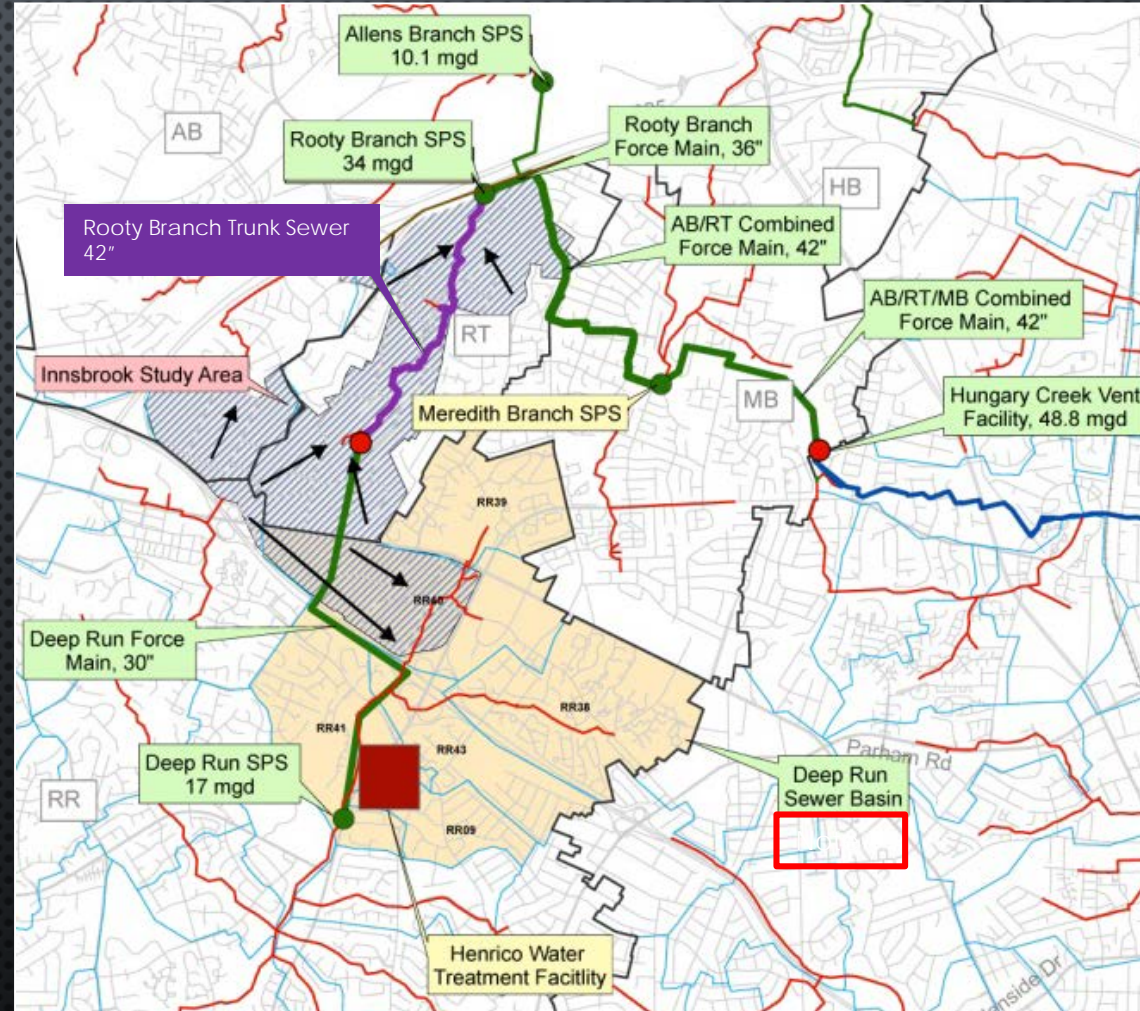 Allens Branch SPS
10.1 mgd
AB
Rooty Branch SPS
34 mgd
Rooty Branch
Force Main, 36"
HB
Rooty Branch Trunk Sewer
42"
AB/RT Combined
Force Main, 42"
RT
AB/RT/MB Combined
Force Main, 42"
Innsbrook Study Area
Meredith Branch SPS
MB
Hungary Creek Vent
Facility, 48.8 mgd
RR39
RR40
Deep Run Force
Main, 30"
RR38
RR41
RR43
Parham Rd
Deep Run SPS
17 mgd
Deep Run
Sewer Basin
RR
RR09
Henrico Water
Treatment Facitlity